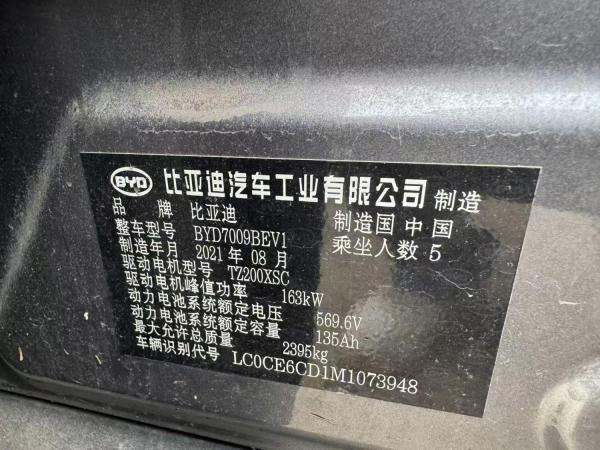 BYD 比亚迪汽车工业有限公司 制造
品牌 比亚迪 制造国 中国
整车型号 BYD7009BEV1 乘坐人数 5
制造年月 2021 年 08 月
驱动电机型号 TZ200XSC
驱动电机峰值功率 163kW
动力电池系统额定电压 569.6V
动力电池系统额定容量 135Ah
最大允许总质量 2395kg
车辆识别代号 LC0CE6CD1M1073948